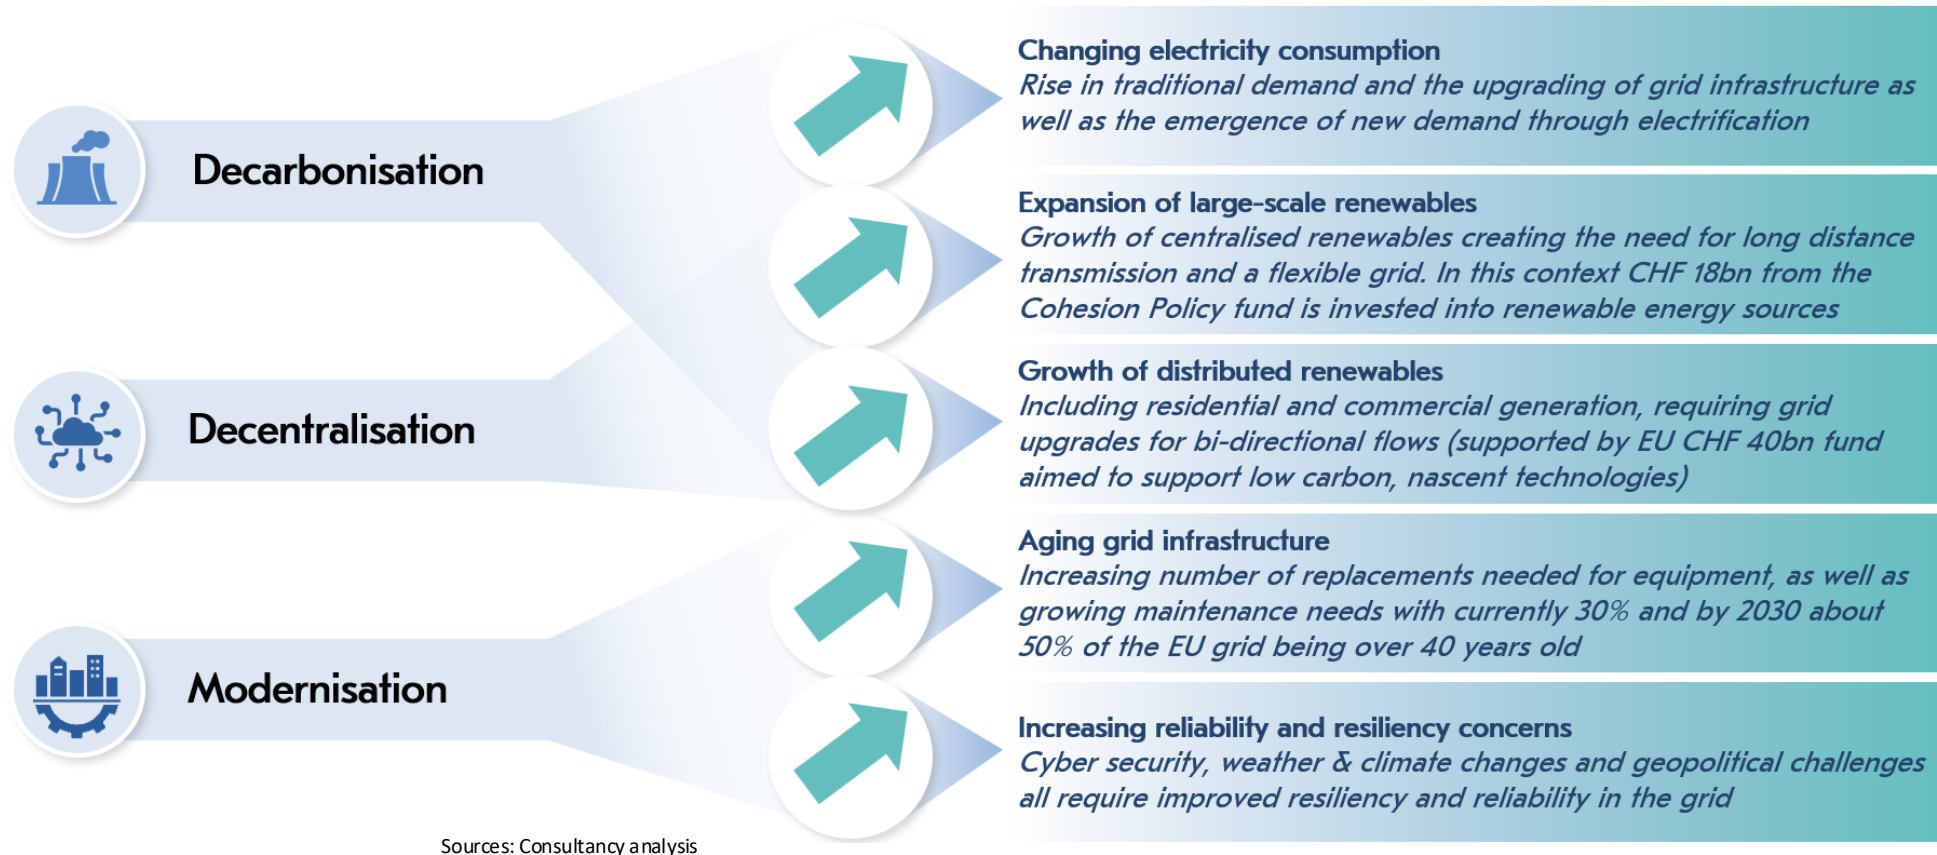 Decarbonisation
Decentralisation
Modernisation
Changing electricity consumption
Rise in traditional demand and the upgrading of grid infrastructure as
well as the emergence of new demand through electrification
Expansion of large-scale renewables
Growth of centralised renewables creating the need for long distance
transmission and a flexible grid. In this context CHF 18bn from the
Cohesion Policy fund is invested into renewable energy sources
Growth of distributed renewables
Including residential and commercial generation, requiring grid
upgrades for bi-directional flows (supported by EU CHF 40bn fund
aimed to support low carbon, nascent technologies)
Aging grid infrastructure
Increasing number of replacements needed for equipment, as well as
growing maintenance needs with currently 30% and by 2030 about
50% of the EU grid being over 40 years old
Increasing reliability and resiliency concerns
Cyber security, weather & climate changes and geopolitical challenges
all require improved resiliency and reliability in the grid
Sources: Consultancy analysis